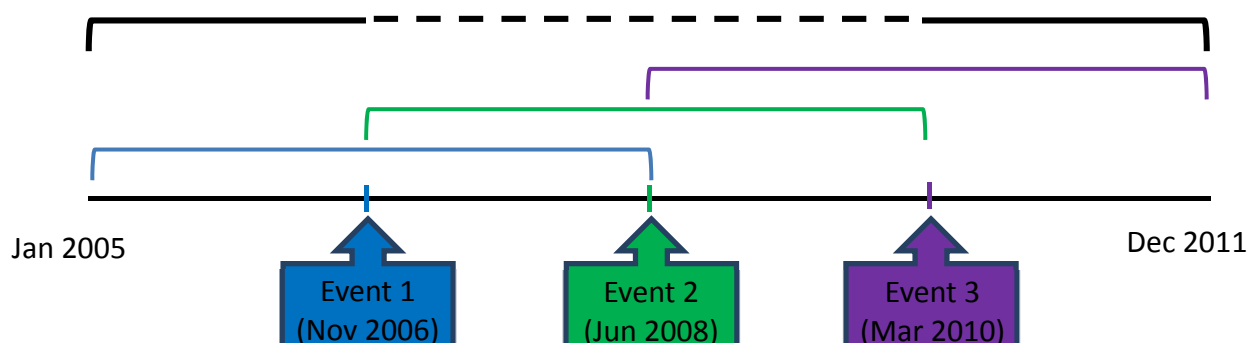 Jan 2005
Dec 2011
Event 1
(Nov 2006)
Event 2
(Jun 2008)
Event 3
(Mar 2010)